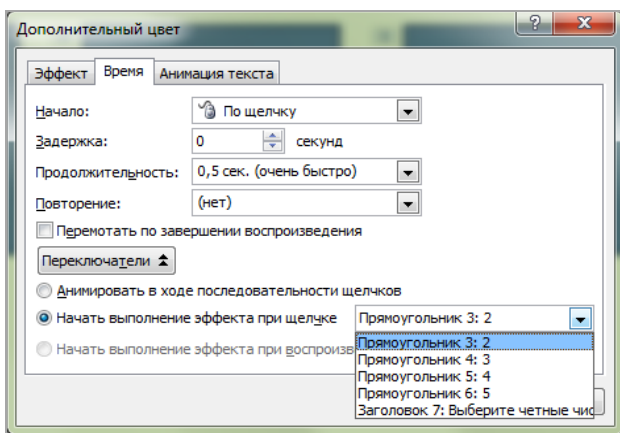 Дополнительный цвет
Эффект Время Анимация текста
Начало: По щелчку
Задержка: 0 секунд
Продолжительность: 0,5 сек. (очень быстро)
Повторение: (нет)
Перемотать по завершении воспроизведения
Переключатели
Анимировать в ходе последовательности щелчков
Начать выполнение эффекта при щелчке Прямоугольник 3: 2
Прямоугольник 3: 2
Начать выполнение эффекта при воспроизв
Прямоугольник 4: 3
Прямоугольник 5: 4
Прямоугольник 6: 5
Заголовок 7: Выберите четные чис